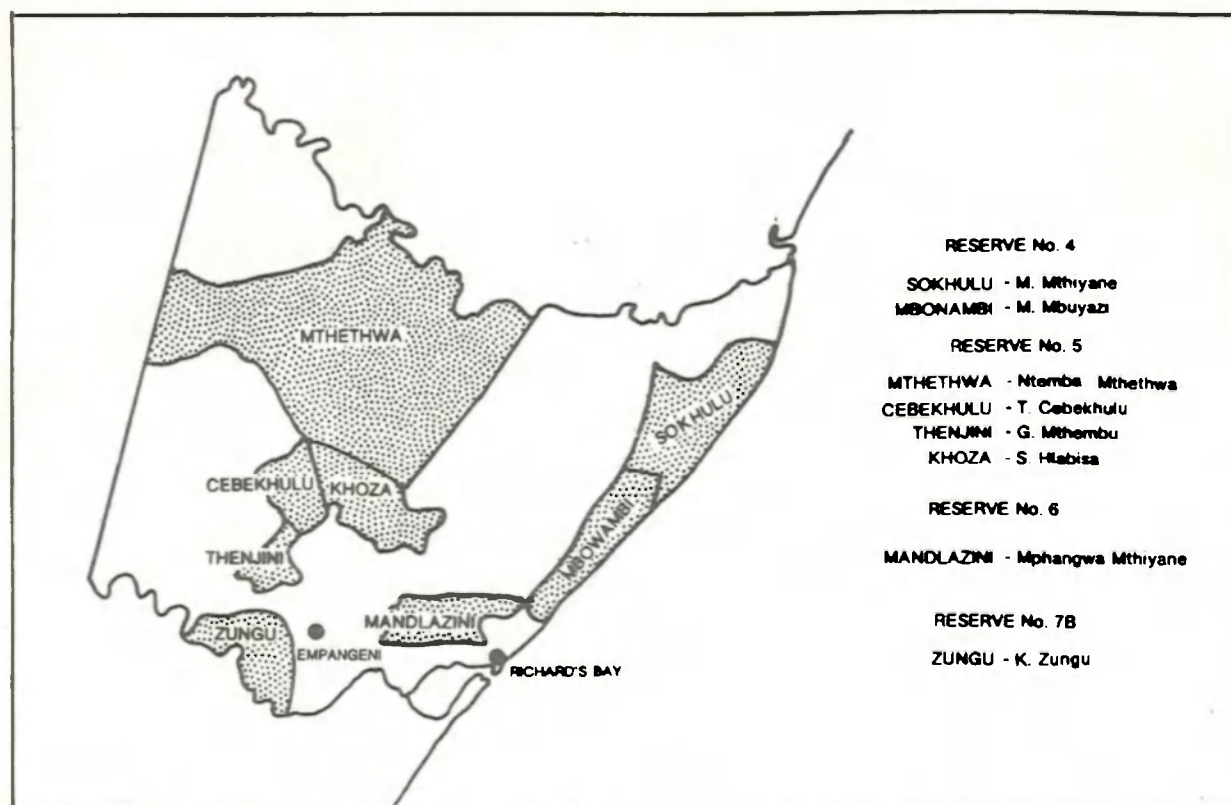 MTHETHWA
CEBEKHULU
KHOZA
THENJINI
ZUNGU
EMPANGENI
MANDLAZINI
RICHARD'S BAY
MBOWAMBI
SOKHULU
RESERVE No. 4
SOKHULU - M. Mthiyane
MBONAMBI - M. Mbuyazi
RESERVE No. 5
MTHETHWA - Ntemba Mthethwa
CEBEKHULU - T. Cebekhulu
THENJINI - G. Mthembu
KHOZA - S. Hlabisa
RESERVE No. 6
MANDLAZINI - Mphangwa Mthiyane
RESERVE No. 7B
ZUNGU - K. Zungu